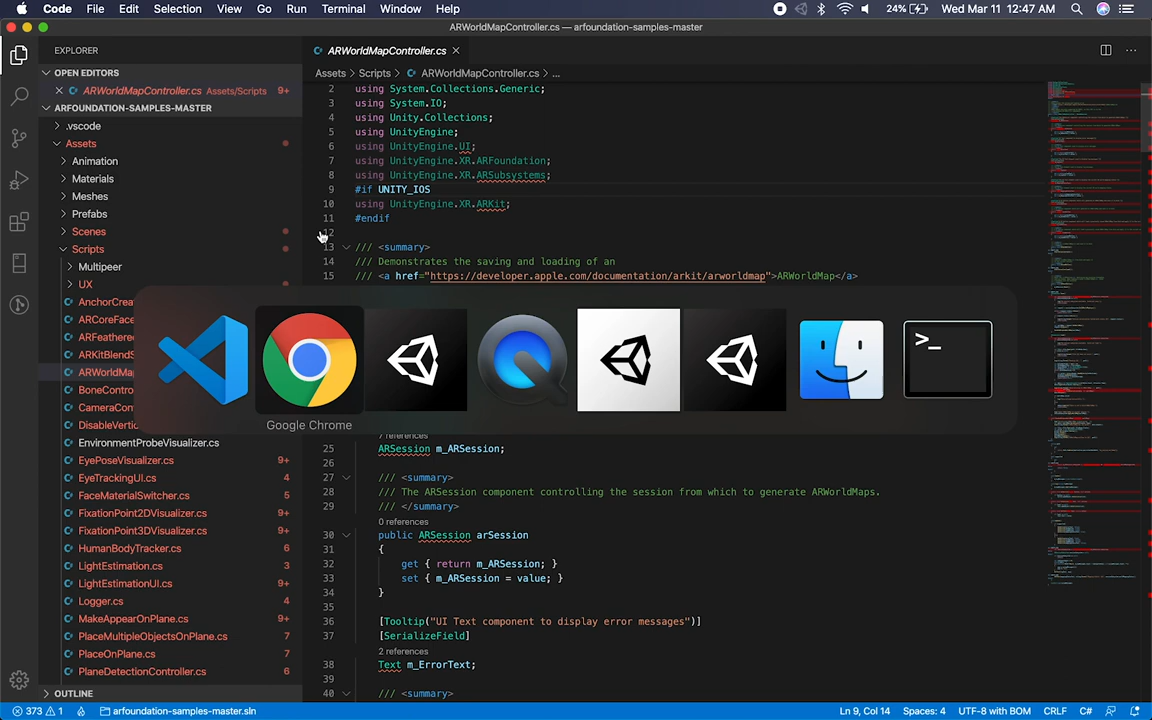 Code File Edit Selection View Go Run Terminal Window Help 24% Wed Mar 11 12:47 AM
ARWorldMapController.cs — arfoundation-samples-master
EXPLORER
OPEN EDITORS
ARWorldMapController.cs Assets/Scripts 9+
ARFOUNDATION-SAMPLES-MASTER
.vscode
Assets
Animation
Materials
Meshes
Prefabs
Scenes
Scripts
Multipeer
UX
AnchorCrea
ARCoreFace
ARFeathered
ARKitBlendS
ARWorldMap
BoneContro
CameraCon
DisableVertic
EnvironmentProbeVisualizer.cs
EyePoseVisualizer.cs 9+
EyeTrackingUI.cs 4
FaceMaterialSwitcher.cs 5
FixationPoint2DVisualizer.cs 9+
FixationPoint3DVisualizer.cs 9+
HumanBodyTracker.cs 6
LightEstimation.cs 3
LightEstimationUI.cs 9+
Logger.cs 4
MakeAppearOnPlane.cs 9+
PlaceMultipleObjectsOnPlane.cs 7
PlaceOnPlane.cs 7
PlaneDetectionController.cs 6
OUTLINE
ARWorldMapController.cs
Assets > Scripts > ARWorldMapController.cs > ...
2 using System.Collections.Generic;
3 using System.IO;
4 using Unity.Collections;
5 using UnityEngine;
6 using UnityEngine.UI;
7 using UnityEngine.XR.ARFoundation;
8 using UnityEngine.XR.ARSubsystems;
9 #if UNITY_IOS
10 using UnityEngine.XR.ARKit;
11 #endif
12
13 /// <summary>
14 /// Demonstrates the saving and loading of an
15 /// <a href="https://developer.apple.com/documentation/arkit/arworldmap">ARWorldMap</a>
Google Chrome
7 references
25 ARSession m_ARSession;
26
27 /// <summary>
28 /// The ARSession component controlling the session from which to generate ARWorldMaps.
29 /// </summary>
0 references
30 public ARSession arSession
31 {
32 get { return m_ARSession; }
33 set { m_ARSession = value; }
34 }
35
36 [Tooltip("UI Text component to display error messages")]
37 [SerializeField]
2 references
38 Text m_ErrorText;
39
40 /// <summary>
373 1 arfoundation-samples-master.sln Ln 9, Col 14 Spaces: 4 UTF-8 with BOM CRLF C#